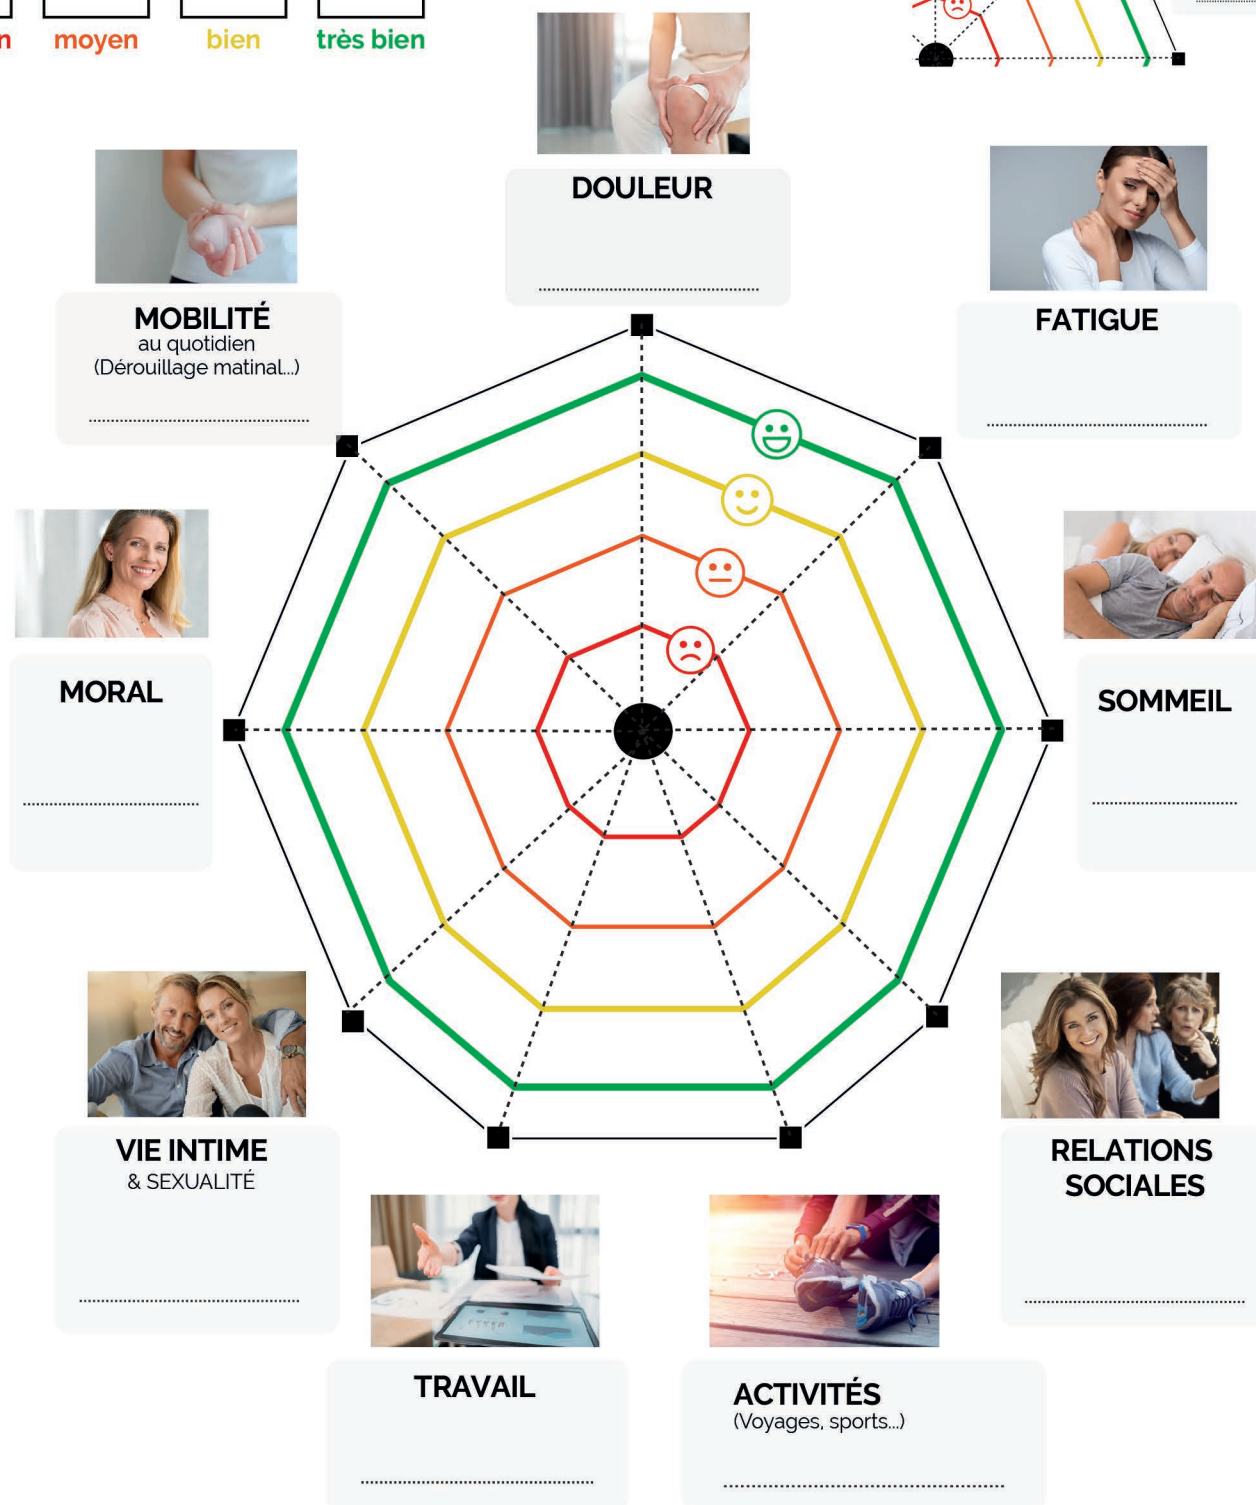 moyen
bien
très bien
DOULEUR
MOBILITÉ
au quotidien
(Dérouillage matinal...)
FATIGUE
MORAL
SOMMEIL
VIE INTIME
& SEXUALITÉ
RELATIONS
SOCIALES
TRAVAIL
ACTIVITÉS
(Voyages, sports...)